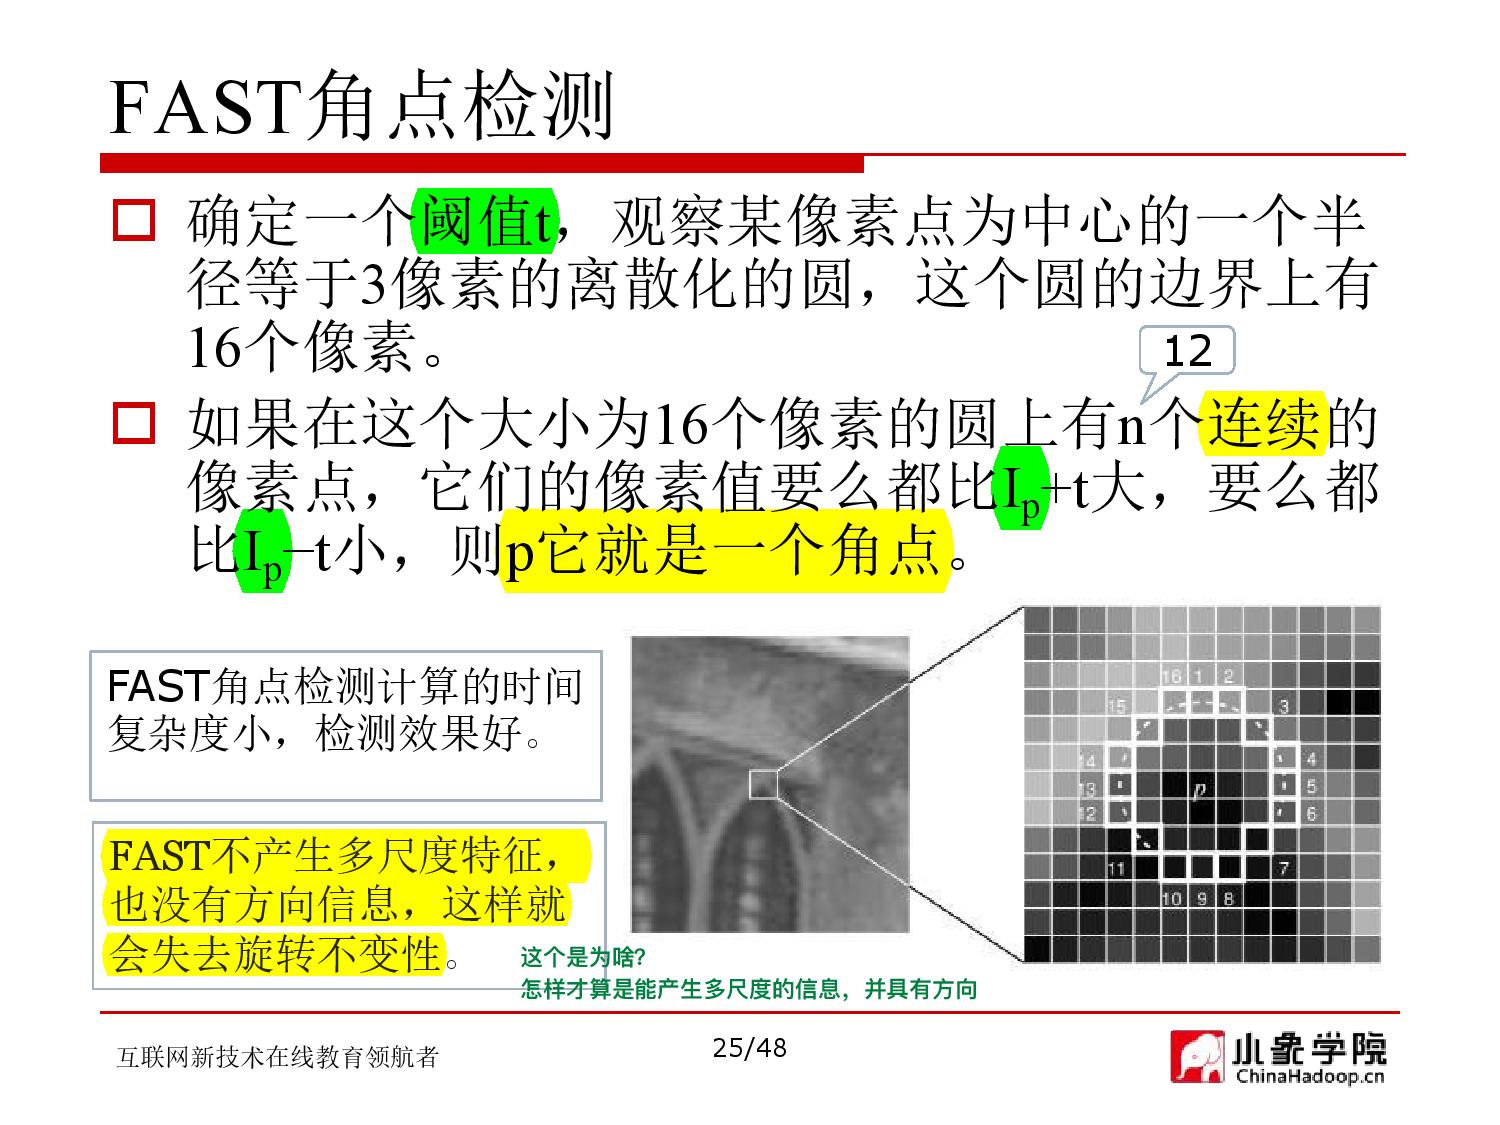 FAST角点检测
确定一个阈值t，观察某像素点为中心的一个半
径等于3像素的离散化的圆，这个圆的边界上有
16个像素。
12
如果在这个大小为16个像素的圆上有n个连续的
像素点，它们的像素值要么都比Ip+t大，要么都
比Ip−t小，则p它就是一个角点。
FAST角点检测计算的时间
复杂度小，检测效果好。
FAST不产生多尺度特征，
也没有方向信息，这样就
会失去旋转不变性。
16 1 2
15 3
14 4
13 p 5
12 6
11 7
10 9 8
这个是为啥？
怎样才算是能产生多尺度的信息，并具有方向
互联网新技术在线教育领航者
25/48
小象学院
ChinaHadoop.cn